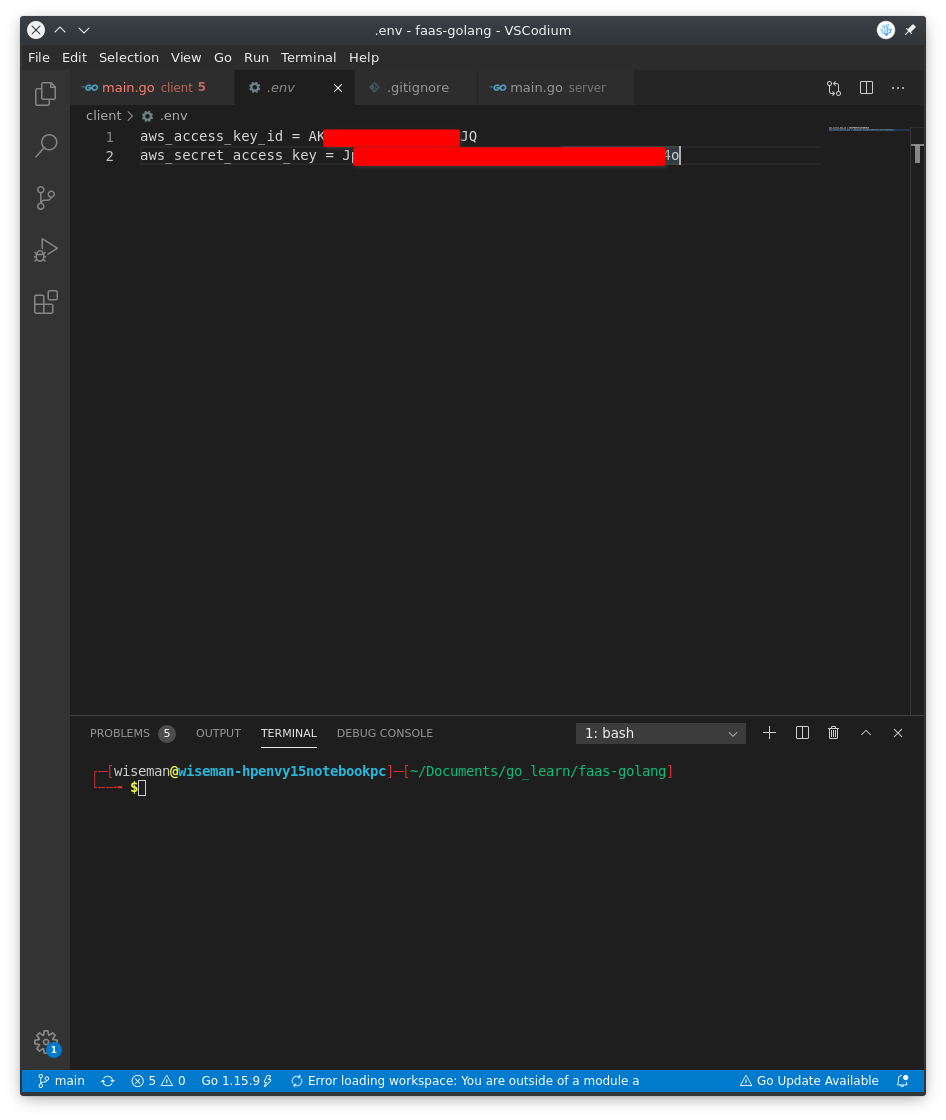 .env - faas-golang - VSCodium
File Edit Selection View Go Run Terminal Help
GO main.go client 5 .env .gitignore GO main.go server
client > .env
1 aws_access_key_id = AK JQ
2 aws_secret_access_key = Jp 4o
PROBLEMS 5 OUTPUT TERMINAL DEBUG CONSOLE 1: bash
[wiseman@wiseman-hpenvy15notebookpc]─[~/Documents/go_learn/faas-golang]
$
1
main 5 0 Go 1.15.9 Error loading workspace: You are outside of a module a Go Update Available